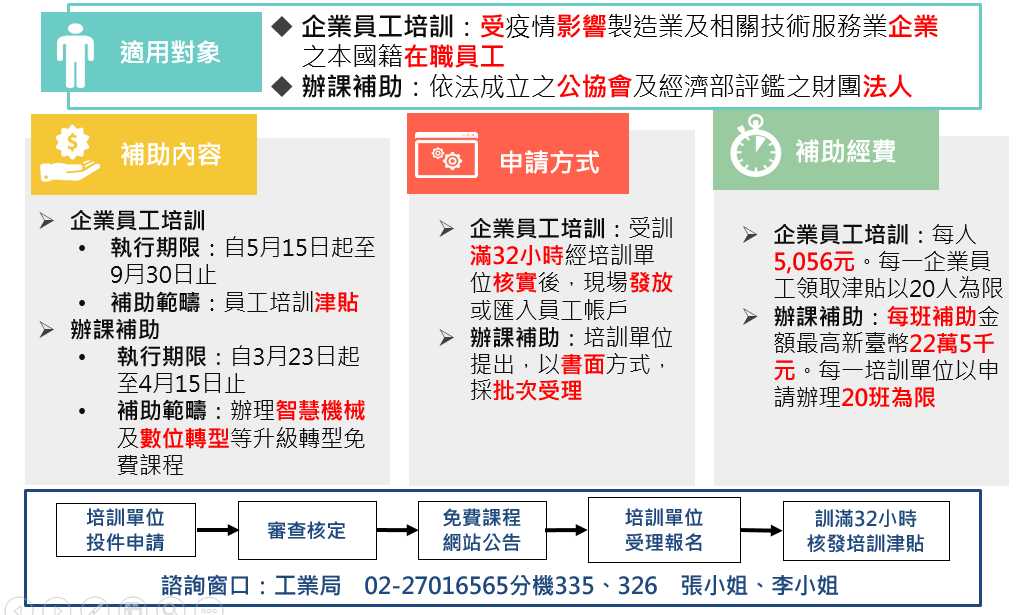 適用對象
◆ 企業員工培訓：受疫情影響製造業及相關技術服務業企業
之本國籍在職員工
◆ 辦課補助：依法成立之公協會及經濟部評鑑之財團法人
補助內容
➢ 企業員工培訓
• 執行期限：自5月15日起至
9月30日止
• 補助範疇：員工培訓津貼
➢ 辦課補助
• 執行期限：自3月23日起
至4月15日止
• 補助範疇：辦理智慧機械
及數位轉型等升級轉型免
費課程
申請方式
➢ 企業員工培訓：受訓
滿32小時經培訓單
位核實後，現場發放
或匯入員工帳戶
➢ 辦課補助：培訓單位
提出，以書面方式，
採批次受理
補助經費
➢ 企業員工培訓：每人
5,056元。每一企業員
工領取津貼以20人為限
➢ 辦課補助：每班補助金
額最高新臺幣22萬5千
元。每一培訓單位以申
請辦理20班為限
培訓單位
投件申請
審查核定
免費課程
網站公告
培訓單位
受理報名
訓滿32小時
核發培訓津貼
諮詢窗口：工業局 02-27016565分機335、326 張小姐、李小姐